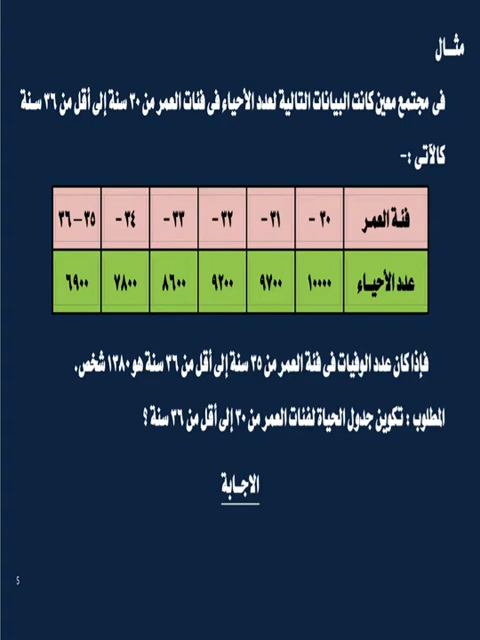 مثـال
فى مجتمع معين كانت البيانات التالية لعدد الأحياء فى فئات العمر من ٣٠ سنة إلى أقل من ٣٦ سنة
كالآتى :-
فئة العمر ٣٠- ٣١- ٣٢- ٣٣- ٣٤- ٣٥-٣٦
عدد الأحيـاء ١٠٠٠٠ ٩٧٠٠ ٩٢٠٠ ٨٦٠٠ ٧٨٠٠ ٦٩٠٠
فإذا كان عدد الوفيات فى فئة العمر من ٣٥ سنة إلى أقل من ٣٦ سنة هو ١٣٨٠ شخص.
المطلوب : تكوين جدول الحياة لفئات العمر من ٣٠ إلى أقل من ٣٦ سنة ؟
الاجـابة
5